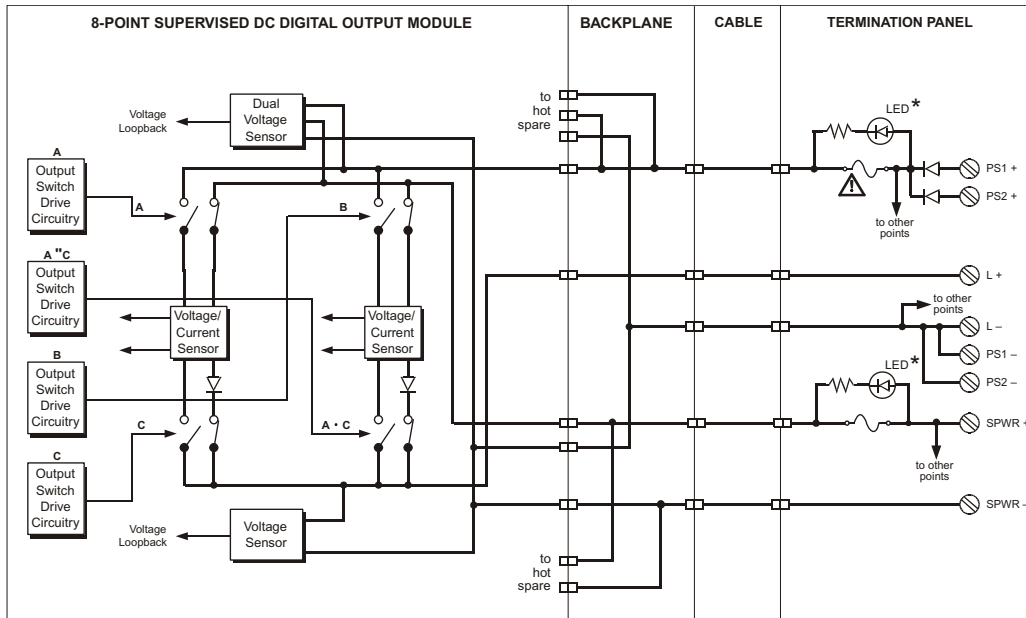 8-POINT SUPERVISED DC DIGITAL OUTPUT MODULE
BACKPLANE
CABLE
TERMINATION PANEL
Voltage
Loopback
Dual
Voltage
Sensor
to
hot
spare
LED*
A
Output
Switch
Drive
Circuitry
A
B
PS1 +
PS2 +
to other
points
A"C
Output
Switch
Drive
Circuitry
L +
Voltage/
Current
Sensor
Voltage/
Current
Sensor
to other
points
L –
PS1 –
PS2 –
B
Output
Switch
Drive
Circuitry
LED*
C
A • C
SPWR +
C
Output
Switch
Drive
Circuitry
to other
points
SPWR –
Voltage
Loopback
Voltage
Sensor
to
hot
spare